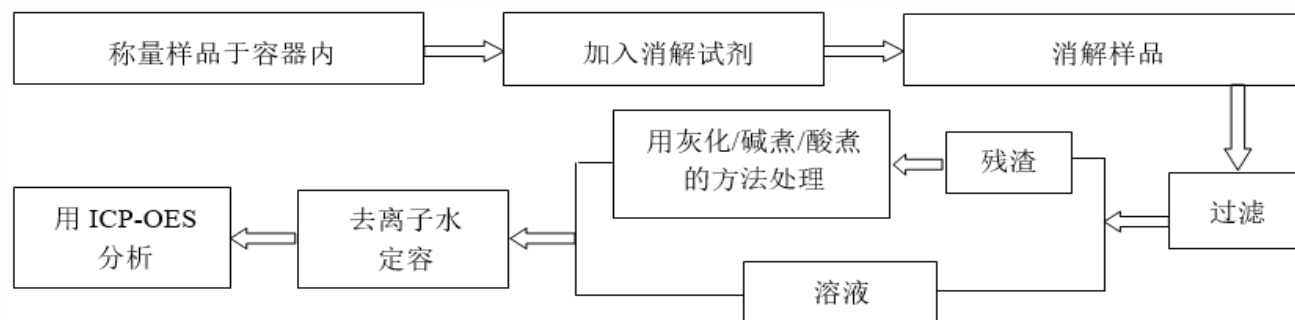 称量样品于容器内
加入消解试剂
消解样品
过滤
残渣
用灰化/碱煮/酸煮
的方法处理
溶液
去离子水
定容
用 ICP-OES
分析